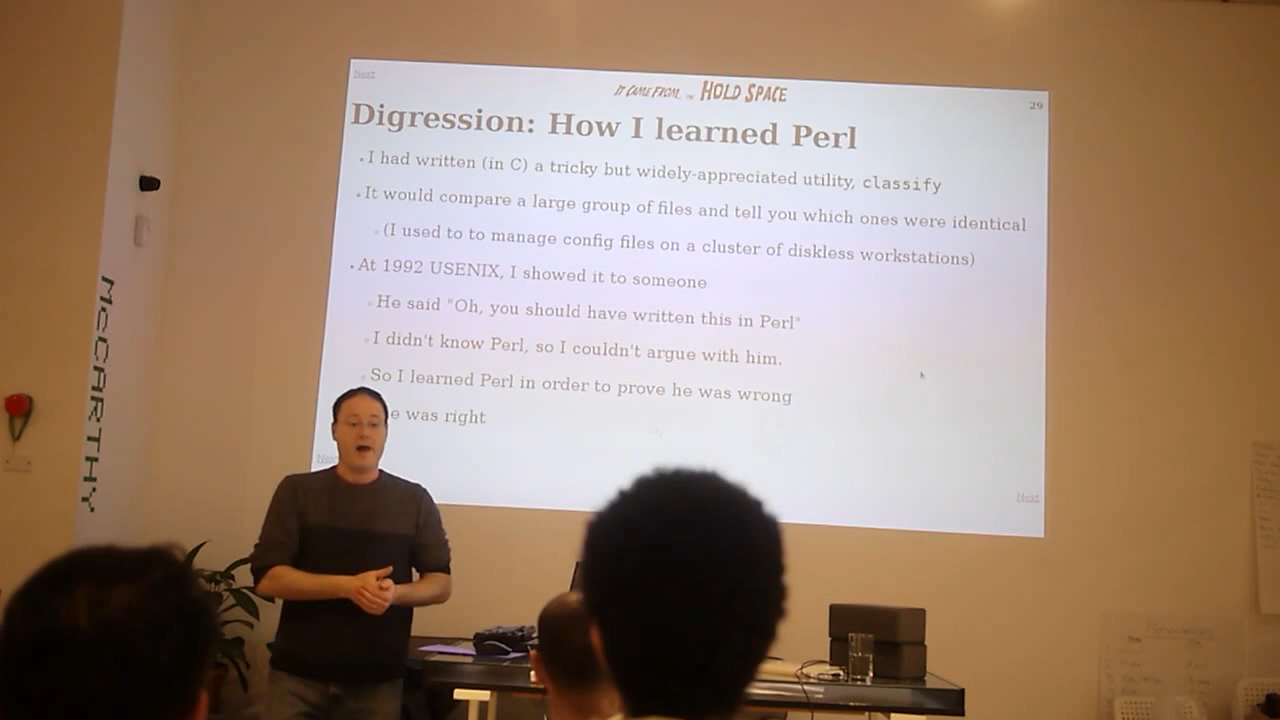 Next
IT CAME FROM... THE HOLD SPACE
29
Digression: How I learned Perl
I had written (in C) a tricky but widely-appreciated utility, classify
It would compare a large group of files and tell you which ones were identical
(I used to to manage config files on a cluster of diskless workstations)
At 1992 USENIX, I showed it to someone
He said "Oh, you should have written this in Perl"
I didn't know Perl, so I couldn't argue with him.
So I learned Perl in order to prove he was wrong
e was right
Next
Next
MCCARTHY